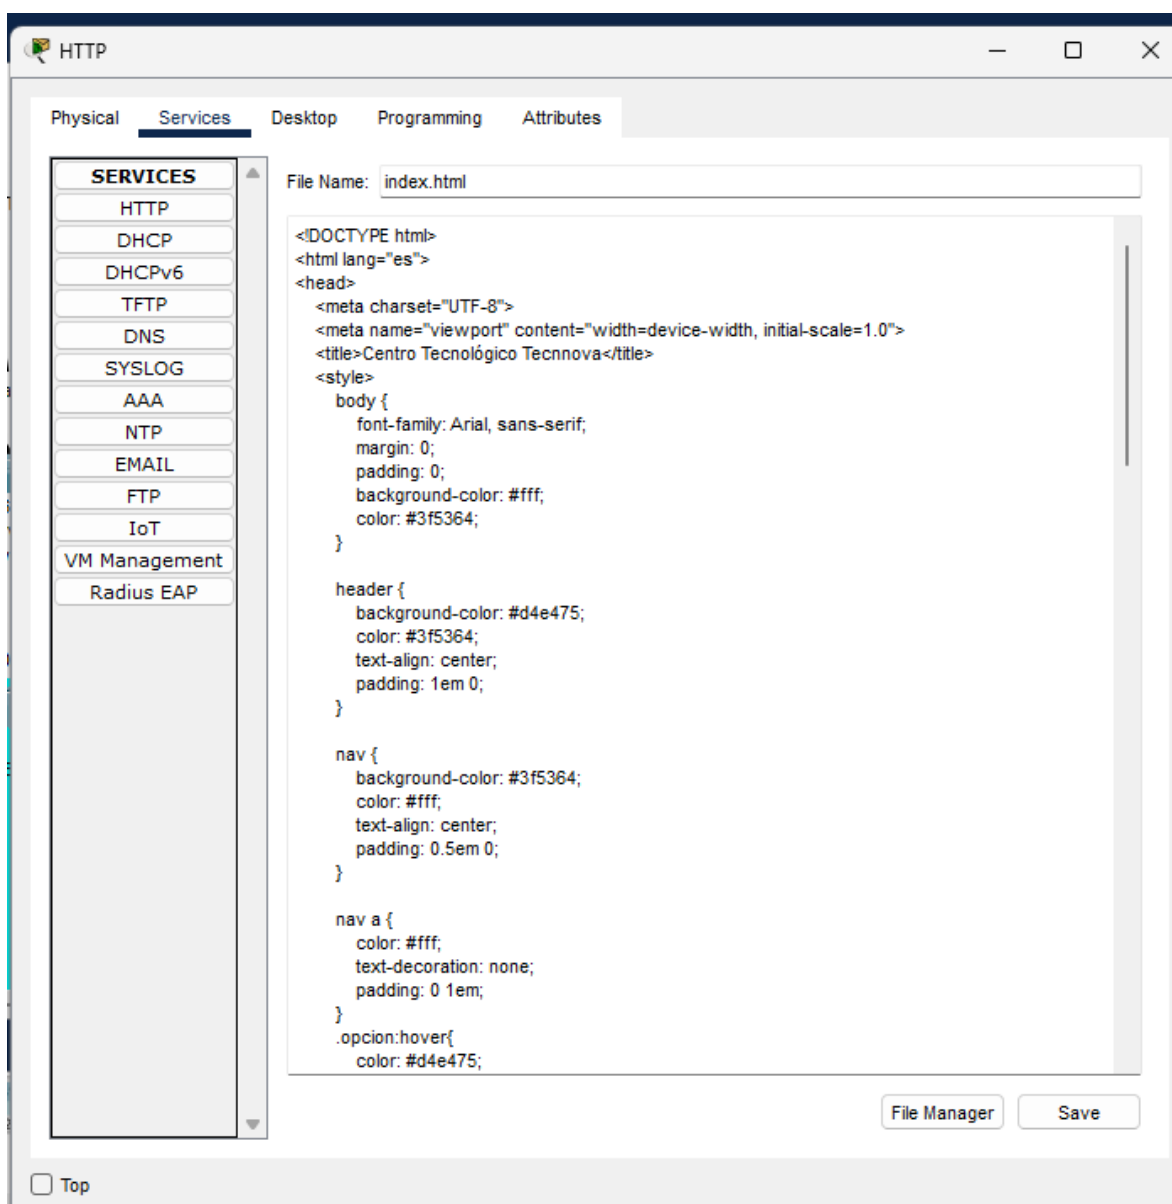 HTTP
Physical Services Desktop Programming Attributes
SERVICES
HTTP
DHCP
DHCPv6
TFTP
DNS
SYSLOG
AAA
NTP
EMAIL
FTP
IoT
VM Management
Radius EAP
File Name: index.html
<!DOCTYPE html>
<html lang="es">
<head>
<meta charset="UTF-8">
<meta name="viewport" content="width=device-width, initial-scale=1.0">
<title>Centro Tecnológico Tecnnova</title>
<style>
body {
font-family: Arial, sans-serif;
margin: 0;
padding: 0;
background-color: #fff;
color: #3f5364;
}
header {
background-color: #d4e475;
color: #3f5364;
text-align: center;
padding: 1em 0;
}
nav {
background-color: #3f5364;
color: #fff;
text-align: center;
padding: 0.5em 0;
}
nav a {
color: #fff;
text-decoration: none;
padding: 0 1em;
}
.opcion:hover{
color: #d4e475;
File Manager Save
Top